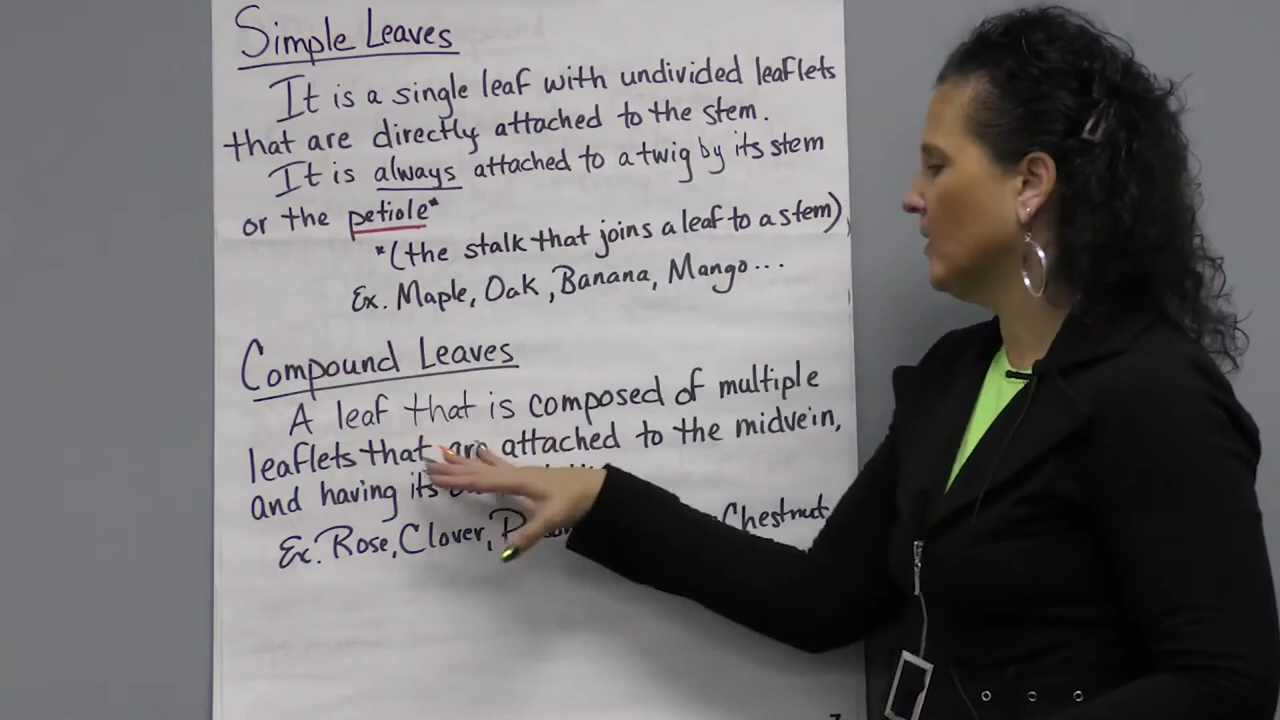 Simple Leaves
It is a single leaf with undivided leaflets
that are directly attached to the stem.
It is always attached to a twig by its stem
or the petiole*
*(the stalk that joins a leaf to a stem)
Ex. Maple, Oak, Banana, Mango...
Compound Leaves
A leaf that is composed of multiple
leaflets that are attached to the midvein,
and having its
Ex. Rose, Clover, Chestnut